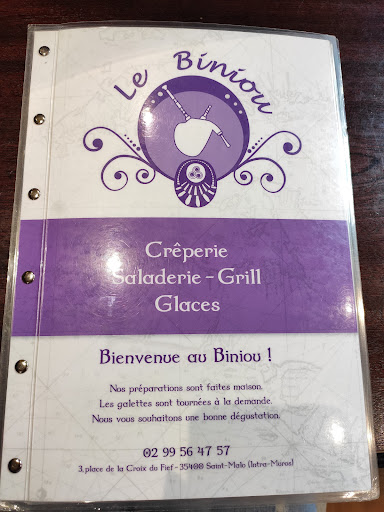 Le Biniou
Crêperie
Saladerie - Grill
Glaces
Bienvenue au Biniou !
Nos préparations sont faites maison.
Les galettes sont tournées à la demande.
Nous vous souhaitons une bonne dégustation.
02 99 56 47 57
3, place de la Croix du Fief - 35400 Saint-Malo (Intra-Muros)